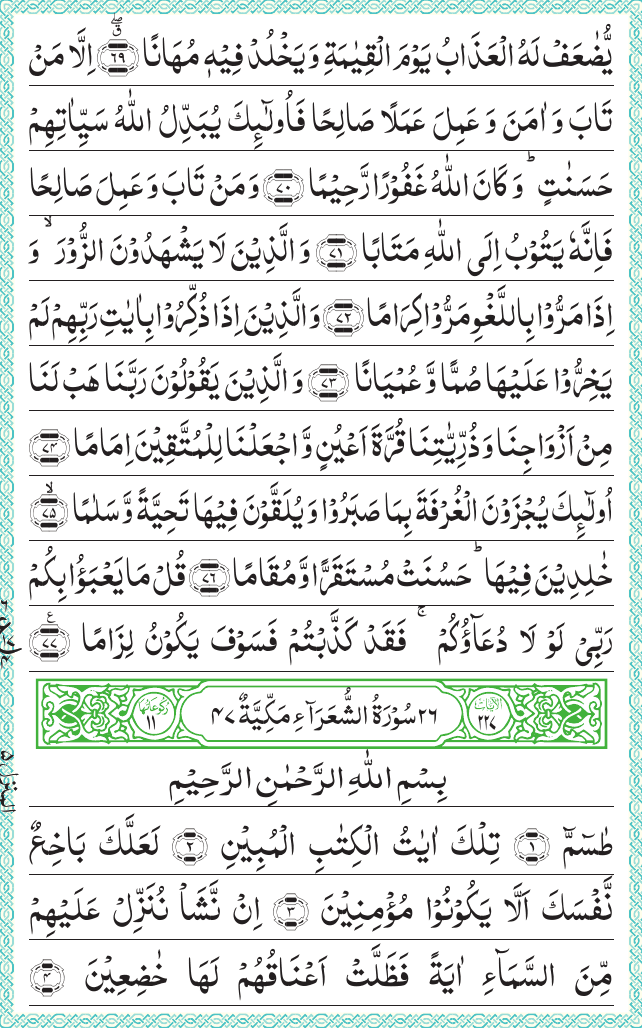 يُّضٰعَفْ لَهُ الْعَذَابُ يَوْمَ الْقِيٰمَةِ وَيَخْلُدْ فِيْهٖ مُهَانًا ۖق ﴿٦٩﴾ اِلَّا مَنْ
تَابَ وَ اٰمَنَ وَ عَمِلَ عَمَلًا صَالِحًا فَاُولٰٓئِكَ يُبَدِّلُ اللّٰهُ سَيِّاٰتِهِمْ
حَسَنٰتٍ ؕ وَ كَانَ اللّٰهُ غَفُوْرًا رَّحِيْمًا ﴿٧٠﴾ وَ مَنْ تَابَ وَ عَمِلَ صَالِحًا
فَاِنَّهٗ يَتُوْبُ اِلَى اللّٰهِ مَتَابًا ﴿٧١﴾ وَ الَّذِيْنَ لَا يَشْهَدُوْنَ الزُّوْرَ ۙ وَ
اِذَا مَرُّوْا بِاللَّغْوِ مَرُّوْا كِرَامًا ﴿٧٢﴾ وَ الَّذِيْنَ اِذَا ذُكِّرُوْا بِاٰيٰتِ رَبِّهِمْ لَمْ
يَخِرُّوْا عَلَيْهَا صُمًّا وَّ عُمْيَانًا ﴿٧٣﴾ وَ الَّذِيْنَ يَقُوْلُوْنَ رَبَّنَا هَبْ لَنَا
مِنْ اَزْوَاجِنَا وَ ذُرِّيّٰتِنَا قُرَّةَ اَعْيُنٍ وَّ اجْعَلْنَا لِلْمُتَّقِيْنَ اِمَامًا ﴿٧٤﴾
اُولٰٓئِكَ يُجْزَوْنَ الْغُرْفَةَ بِمَا صَبَرُوْا وَ يُلَقَّوْنَ فِيْهَا تَحِيَّةً وَّ سَلٰمًا ۙ﴿٧٥﴾
خٰلِدِيْنَ فِيْهَا ؕ حَسُنَتْ مُسْتَقَرًّا وَّ مُقَامًا ﴿٧٦﴾ قُلْ مَا يَعْبَؤُا بِكُمْ
رَبِّيْ لَوْ لَا دُعَآؤُكُمْ ۚ فَقَدْ كَذَّبْتُمْ فَسَوْفَ يَكُوْنُ لِزَامًا ﴿٧٧﴾ ع
الْاٰيَات ٢٢٧
٢٦ سُوْرَةُ الشُّعَرَآءِ مَكِّيَّةٌ ٤٧
رُكُوْعَاتُهَا ١١
بِسْمِ اللّٰهِ الرَّحْمٰنِ الرَّحِيْمِ
طٰسٓمّٓ ﴿١﴾ تِلْكَ اٰيٰتُ الْكِتٰبِ الْمُبِيْنِ ﴿٢﴾ لَعَلَّكَ بَاخِعٌ
نَّفْسَكَ اَلَّا يَكُوْنُوْا مُؤْمِنِيْنَ ﴿٣﴾ اِنْ نَّشَاْ نُنَزِّلْ عَلَيْهِمْ
مِّنَ السَّمَآءِ اٰيَةً فَظَلَّتْ اَعْنَاقُهُمْ لَهَا خٰضِعِيْنَ ﴿٤﴾